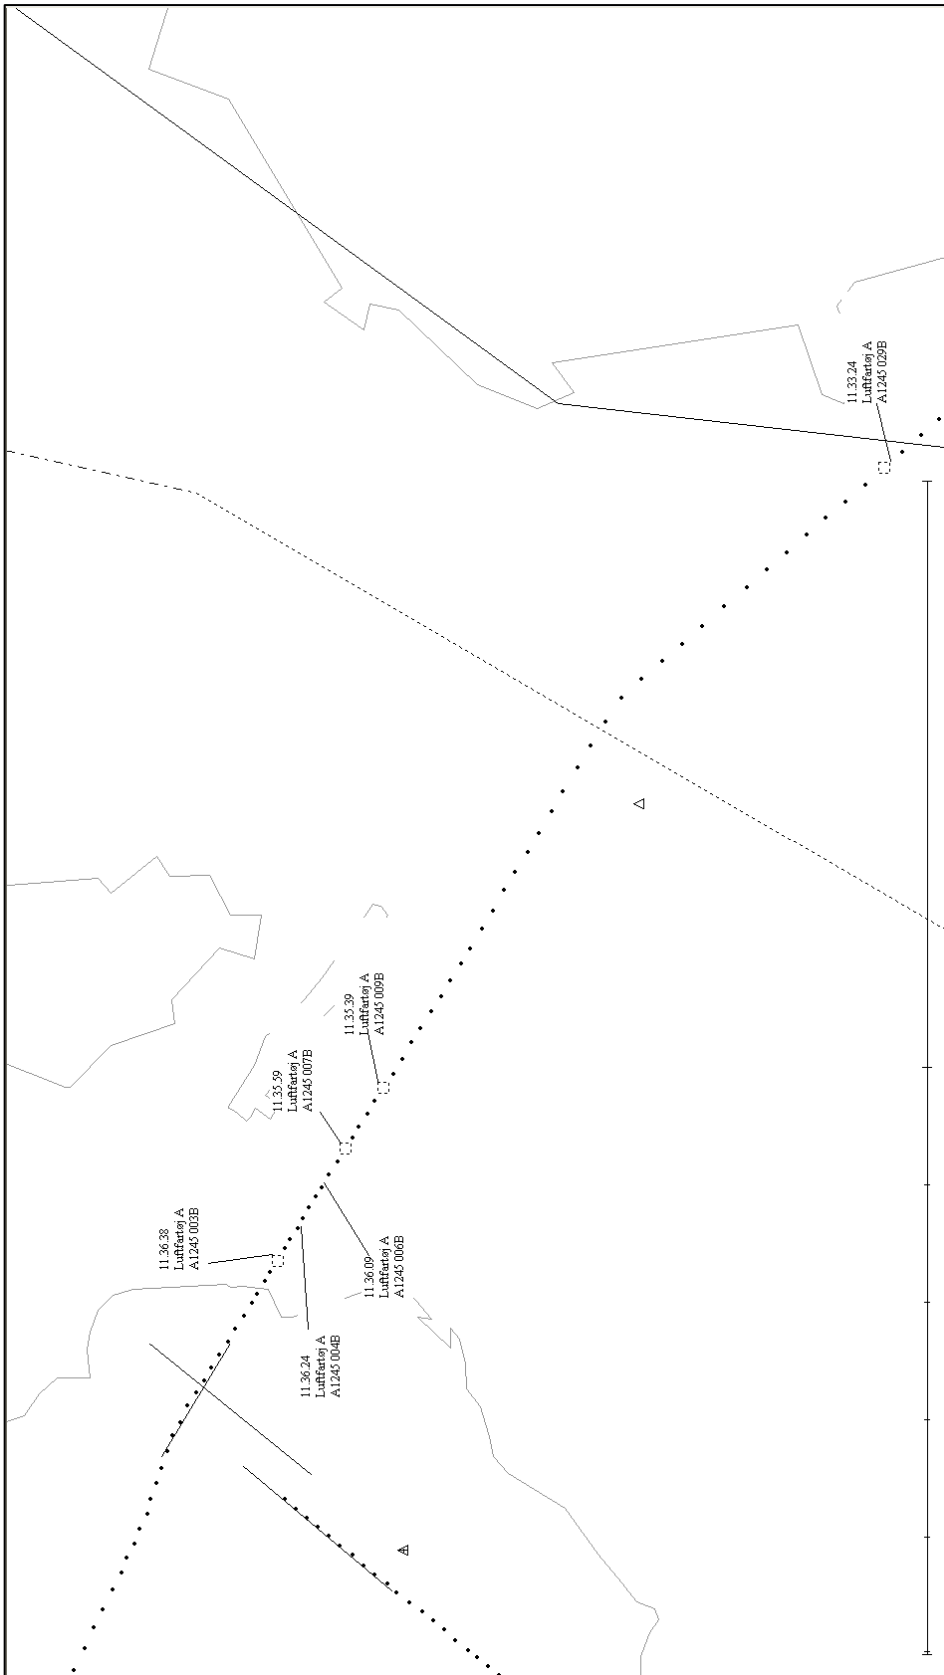 11.33.24
Luftfartøj A
A1245 029B
11.35.39
Luftfartøj A
A1245 009B
11.35.59
Luftfartøj A
A1245 007B
11.36.38
Luftfartøj A
A1245 003B
11.36.09
Luftfartøj A
A1245 006B
11.36.24
Luftfartøj A
A1245 004B